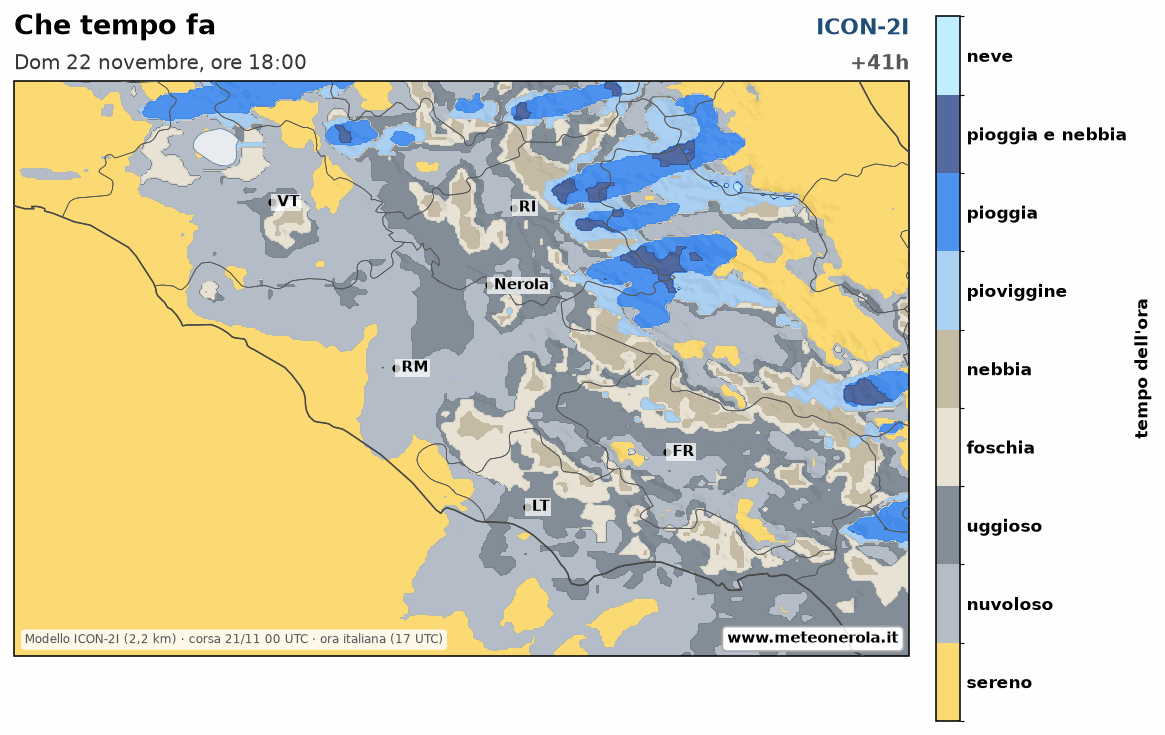 Che tempo fa
ICON-2I
Dom 22 novembre, ore 18:00
+41h
neve
pioggia e nebbia
pioggia
pioviggine
nebbia
foschia
uggioso
nuvoloso
sereno
tempo dell'ora
VT
RI
Nerola
RM
FR
LT
Modello ICON-2I (2,2 km) · corsa 21/11 00 UTC · ora italiana (17 UTC)
www.meteonerola.it